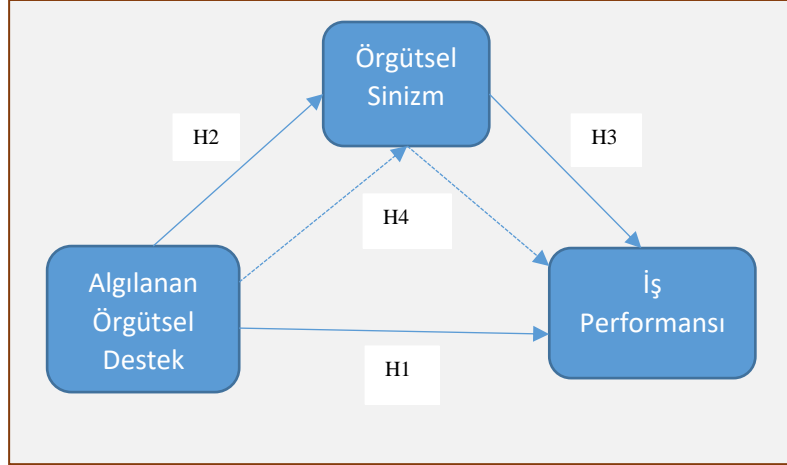 Örgütsel
Sinizm
H2
H3
H4
Algılanan
Örgütsel
Destek
İş
Performansı
H1